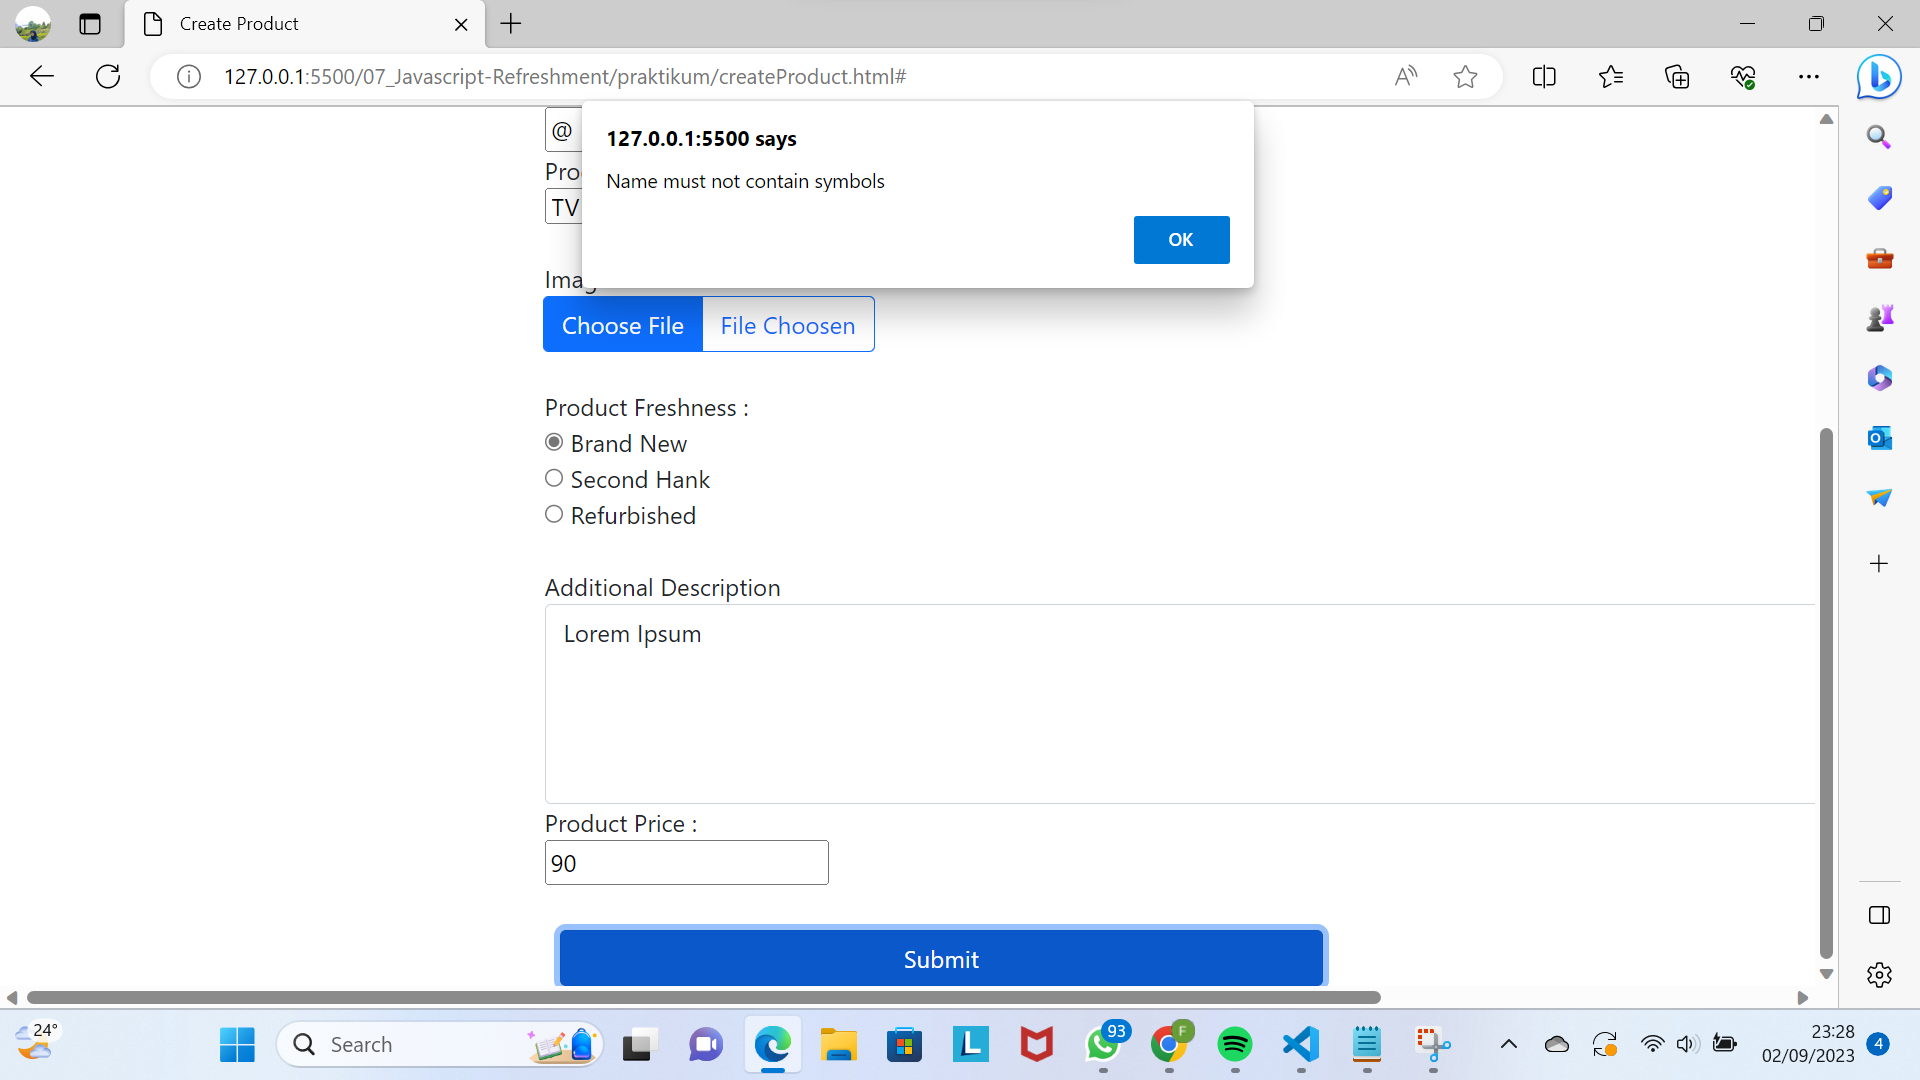 Create Product
127.0.0.1:5500/07_Javascript-Refreshment/praktikum/createProduct.html#
@
127.0.0.1:5500 says
Name must not contain symbols
OK
TV
Choose File
File Choosen
Product Freshness :
Brand New
Second Hank
Refurbished
Additional Description
Lorem Ipsum
Product Price :
90
Submit
24°
Search
93
F
23:28
02/09/2023
4